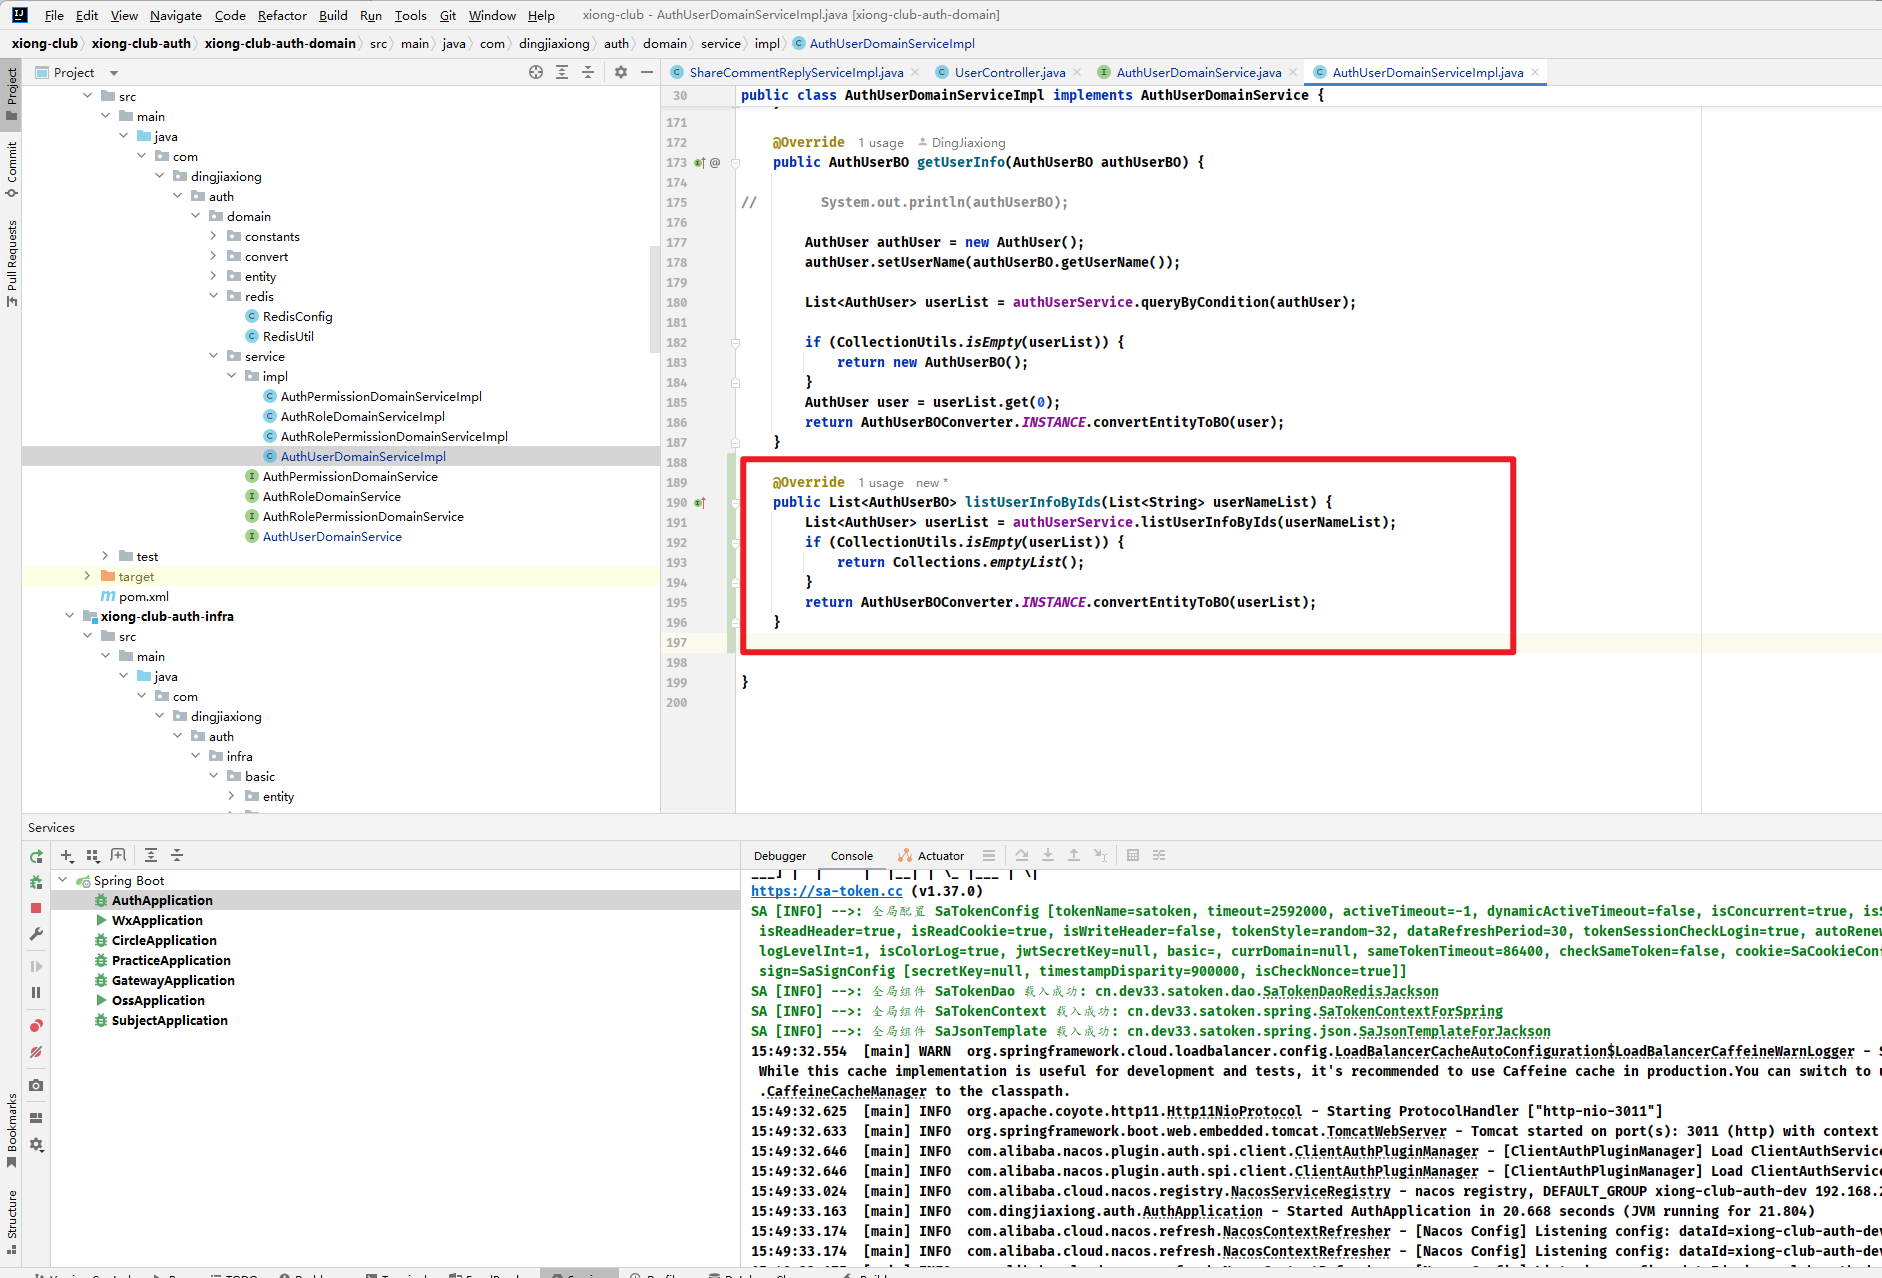 File Edit View Navigate Code Refactor Build Run Tools Git Window Help xiong-club - AuthUserDomainServiceImpl.java [xiong-club-auth-domain]
xiong-club xiong-club-auth xiong-club-auth-domain src main java com dingjiaxiong auth domain service impl AuthUserDomainServiceImpl
Project
Commit
Pull Requests
Bookmarks
Structure
Project
src
main
java
com
dingjiaxiong
auth
domain
constants
convert
entity
redis
RedisConfig
RedisUtil
service
impl
AuthPermissionDomainServiceImpl
AuthRoleDomainServiceImpl
AuthRolePermissionDomainServiceImpl
AuthUserDomainServiceImpl
AuthPermissionDomainService
AuthRoleDomainService
AuthRolePermissionDomainService
AuthUserDomainService
test
target
pom.xml
xiong-club-auth-infra
src
main
java
com
dingjiaxiong
auth
infra
basic
entity
ShareCommentReplyServiceImpl.java UserController.java AuthUserDomainService.java AuthUserDomainServiceImpl.java
30 public class AuthUserDomainServiceImpl implements AuthUserDomainService {
171
172 @Override 1 usage DingJiaxiong
173 public AuthUserBO getUserInfo(AuthUserBO authUserBO) {
174
175 // System.out.println(authUserBO);
176
177 AuthUser authUser = new AuthUser();
178 authUser.setUserName(authUserBO.getUserName());
179
180 List<AuthUser> userList = authUserService.queryByCondition(authUser);
181
182 if (CollectionUtils.isEmpty(userList)) {
183 return new AuthUserBO();
184 }
185 AuthUser user = userList.get(0);
186 return AuthUserBOConverter.INSTANCE.convertEntityToBO(user);
187 }
188
189 @Override 1 usage new *
190 public List<AuthUserBO> listUserInfoByIds(List<String> userNameList) {
191 List<AuthUser> userList = authUserService.listUserInfoByIds(userNameList);
192 if (CollectionUtils.isEmpty(userList)) {
193 return Collections.emptyList();
194 }
195 return AuthUserBOConverter.INSTANCE.convertEntityToBO(userList);
196 }
197
198
199 }
200
Services
Spring Boot
AuthApplication
WxApplication
CircleApplication
PracticeApplication
GatewayApplication
OssApplication
SubjectApplication
Debugger Console Actuator
https://sa-token.cc (v1.37.0)
SA [INFO] -->: 全局配置 SaTokenConfig [tokenName=satoken, timeout=2592000, activeTimeout=-1, dynamicActiveTimeout=false, isConcurrent=true, isS
isReadHeader=true, isReadCookie=true, isWriteHeader=false, tokenStyle=random-32, dataRefreshPeriod=30, tokenSessionCheckLogin=true, autoRenew
logLevelInt=1, isColorLog=true, jwtSecretKey=null, basic=, currDomain=null, sameTokenTimeout=86400, checkSameToken=false, cookie=SaCookieConf
sign=SaSignConfig [secretKey=null, timestampDisparity=900000, isCheckNonce=true]]
SA [INFO] -->: 全局组件 SaTokenDao 载入成功: cn.dev33.satoken.dao.SaTokenDaoRedisJackson
SA [INFO] -->: 全局组件 SaTokenContext 载入成功: cn.dev33.satoken.spring.SaTokenContextForSpring
SA [INFO] -->: 全局组件 SaJsonTemplate 载入成功: cn.dev33.satoken.spring.json.SaJsonTemplateForJackson
15:49:32.554 [main] WARN org.springframework.cloud.loadbalancer.config.LoadBalancerCacheAutoConfiguration$LoadBalancerCaffeineWarnLogger - S
While this cache implementation is useful for development and tests, it's recommended to use Caffeine cache in production.You can switch to u
.CaffeineCacheManager to the classpath.
15:49:32.625 [main] INFO org.apache.coyote.http11.Http11NioProtocol - Starting ProtocolHandler ["http-nio-3011"]
15:49:32.633 [main] INFO org.springframework.boot.web.embedded.tomcat.TomcatWebServer - Tomcat started on port(s): 3011 (http) with context
15:49:32.646 [main] INFO com.alibaba.nacos.plugin.auth.spi.client.ClientAuthPluginManager - [ClientAuthPluginManager] Load ClientAuthService
15:49:32.646 [main] INFO com.alibaba.nacos.plugin.auth.spi.client.ClientAuthPluginManager - [ClientAuthPluginManager] Load ClientAuthService
15:49:33.024 [main] INFO com.alibaba.cloud.nacos.registry.NacosServiceRegistry - nacos registry, DEFAULT_GROUP xiong-club-auth-dev 192.168.2
15:49:33.163 [main] INFO com.dingjiaxiong.auth.AuthApplication - Started AuthApplication in 20.668 seconds (JVM running for 21.804)
15:49:33.174 [main] INFO com.alibaba.cloud.nacos.refresh.NacosContextRefresher - [Nacos Config] Listening config: dataId=xiong-club-auth-dev
15:49:33.174 [main] INFO com.alibaba.cloud.nacos.refresh.NacosContextRefresher - [Nacos Config] Listening config: dataId=xiong-club-auth-de